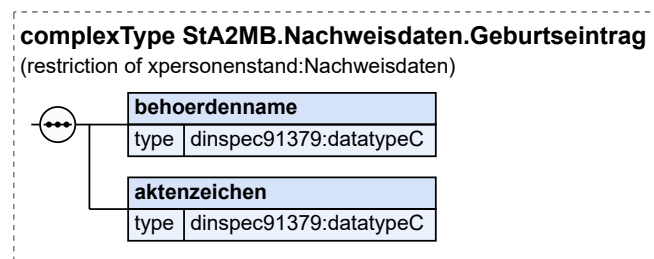 complexType StA2MB.Nachweisdaten.Geburtseintrag
(restriction of xpersonenstand:Nachweisdaten)
behoerdenname
type dinspec91379:datatypeC
aktenzeichen
type dinspec91379:datatypeC